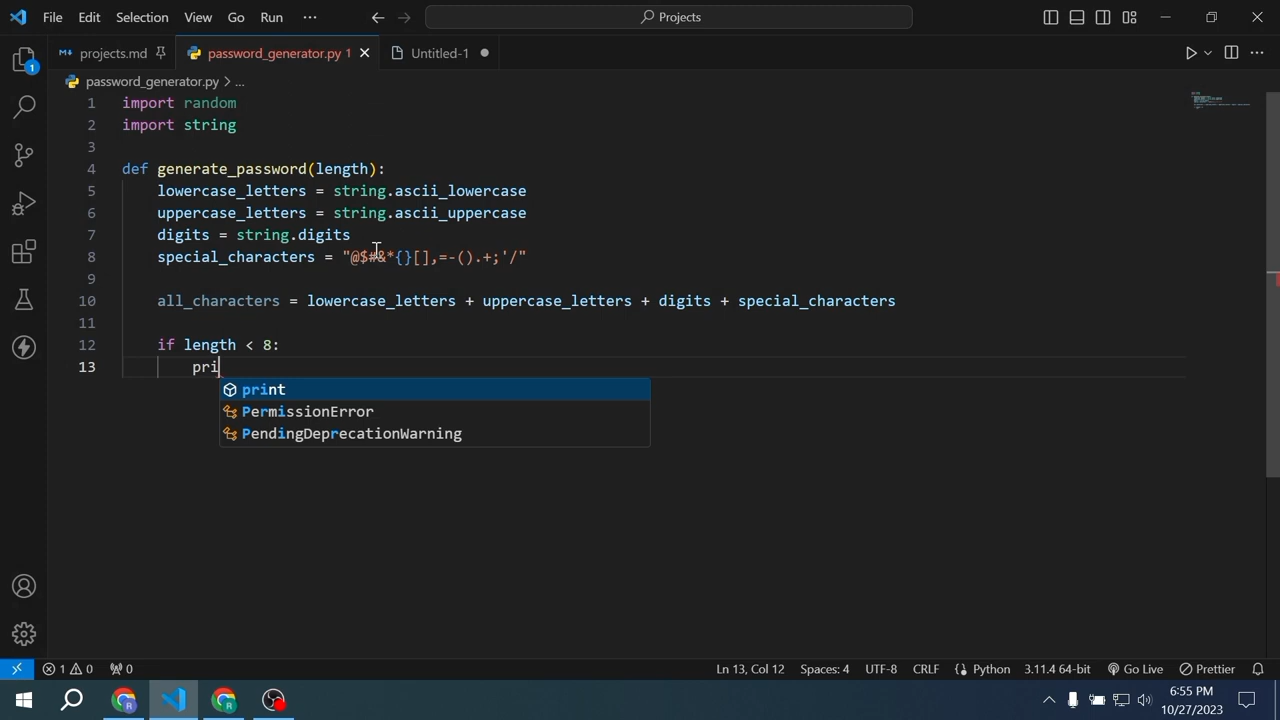 File Edit Selection View Go Run ··· Projects
projects.md password_generator.py 1 Untitled-1
password_generator.py > ...
1 import random
2 import string
3
4 def generate_password(length):
5 lowercase_letters = string.ascii_lowercase
6 uppercase_letters = string.ascii_uppercase
7 digits = string.digits
8 special_characters = "@$#&*{}[],=-().+;'/"
9
10 all_characters = lowercase_letters + uppercase_letters + digits + special_characters
11
12 if length < 8:
13 pri
print
PermissionError
PendingDeprecationWarning
1
1 0 0 Ln 13, Col 12 Spaces: 4 UTF-8 CRLF Python 3.11.4 64-bit Go Live Prettier
6:55 PM
10/27/2023